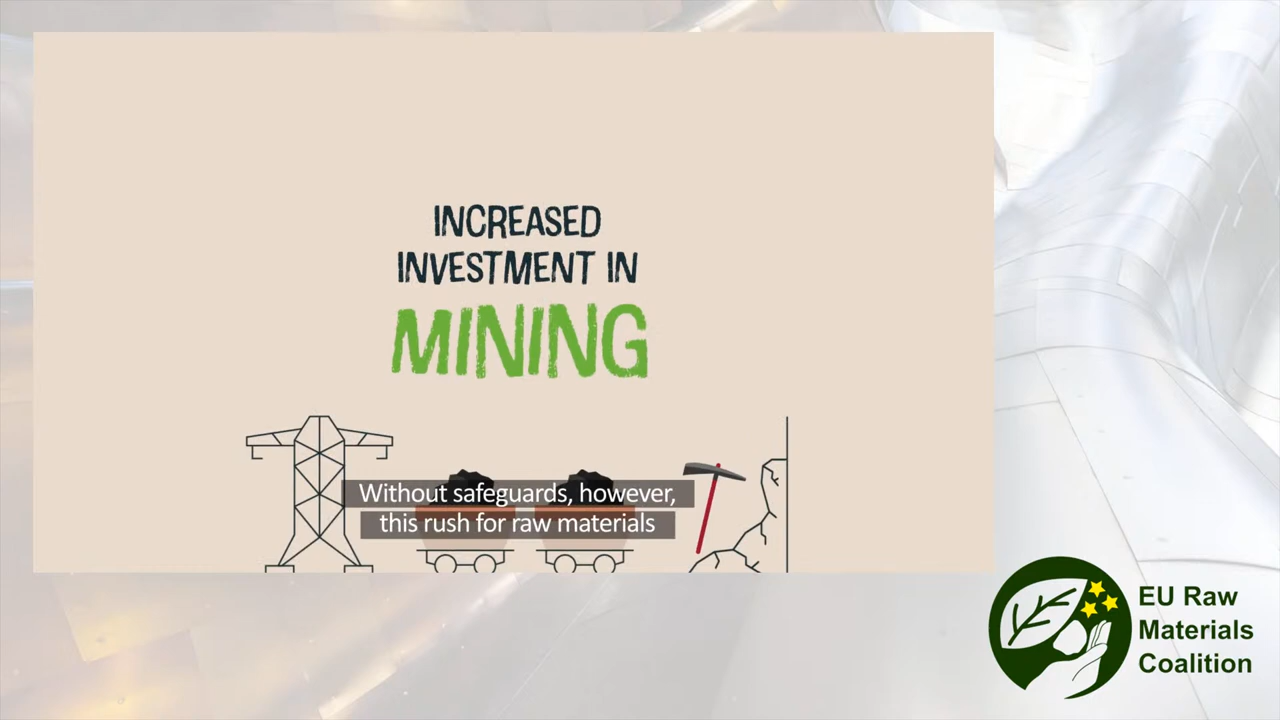 INCREASED
INVESTMENT IN
MINING
Without safeguards, however,
this rush for raw materials
EU Raw
Materials
Coalition